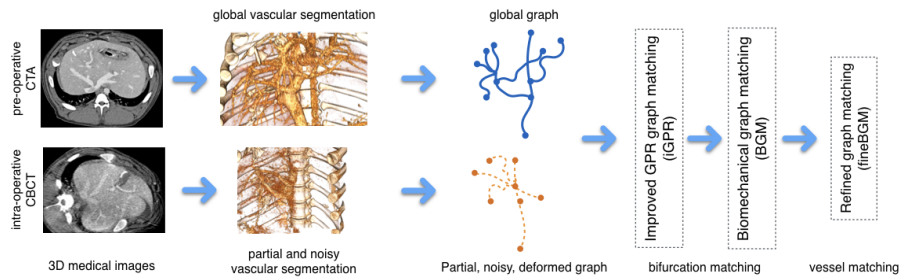 global vascular segmentation
global graph
pre-operative
CTA
intra-operative
CBCT
Improved GPR graph matching
(iGPR)
Biomechanical graph matching
(BGM)
Refined graph matching
(fineBGM)
3D medical images
partial and noisy
vascular segmentation
Partial, noisy, deformed graph
bifurcation matching
vessel matching